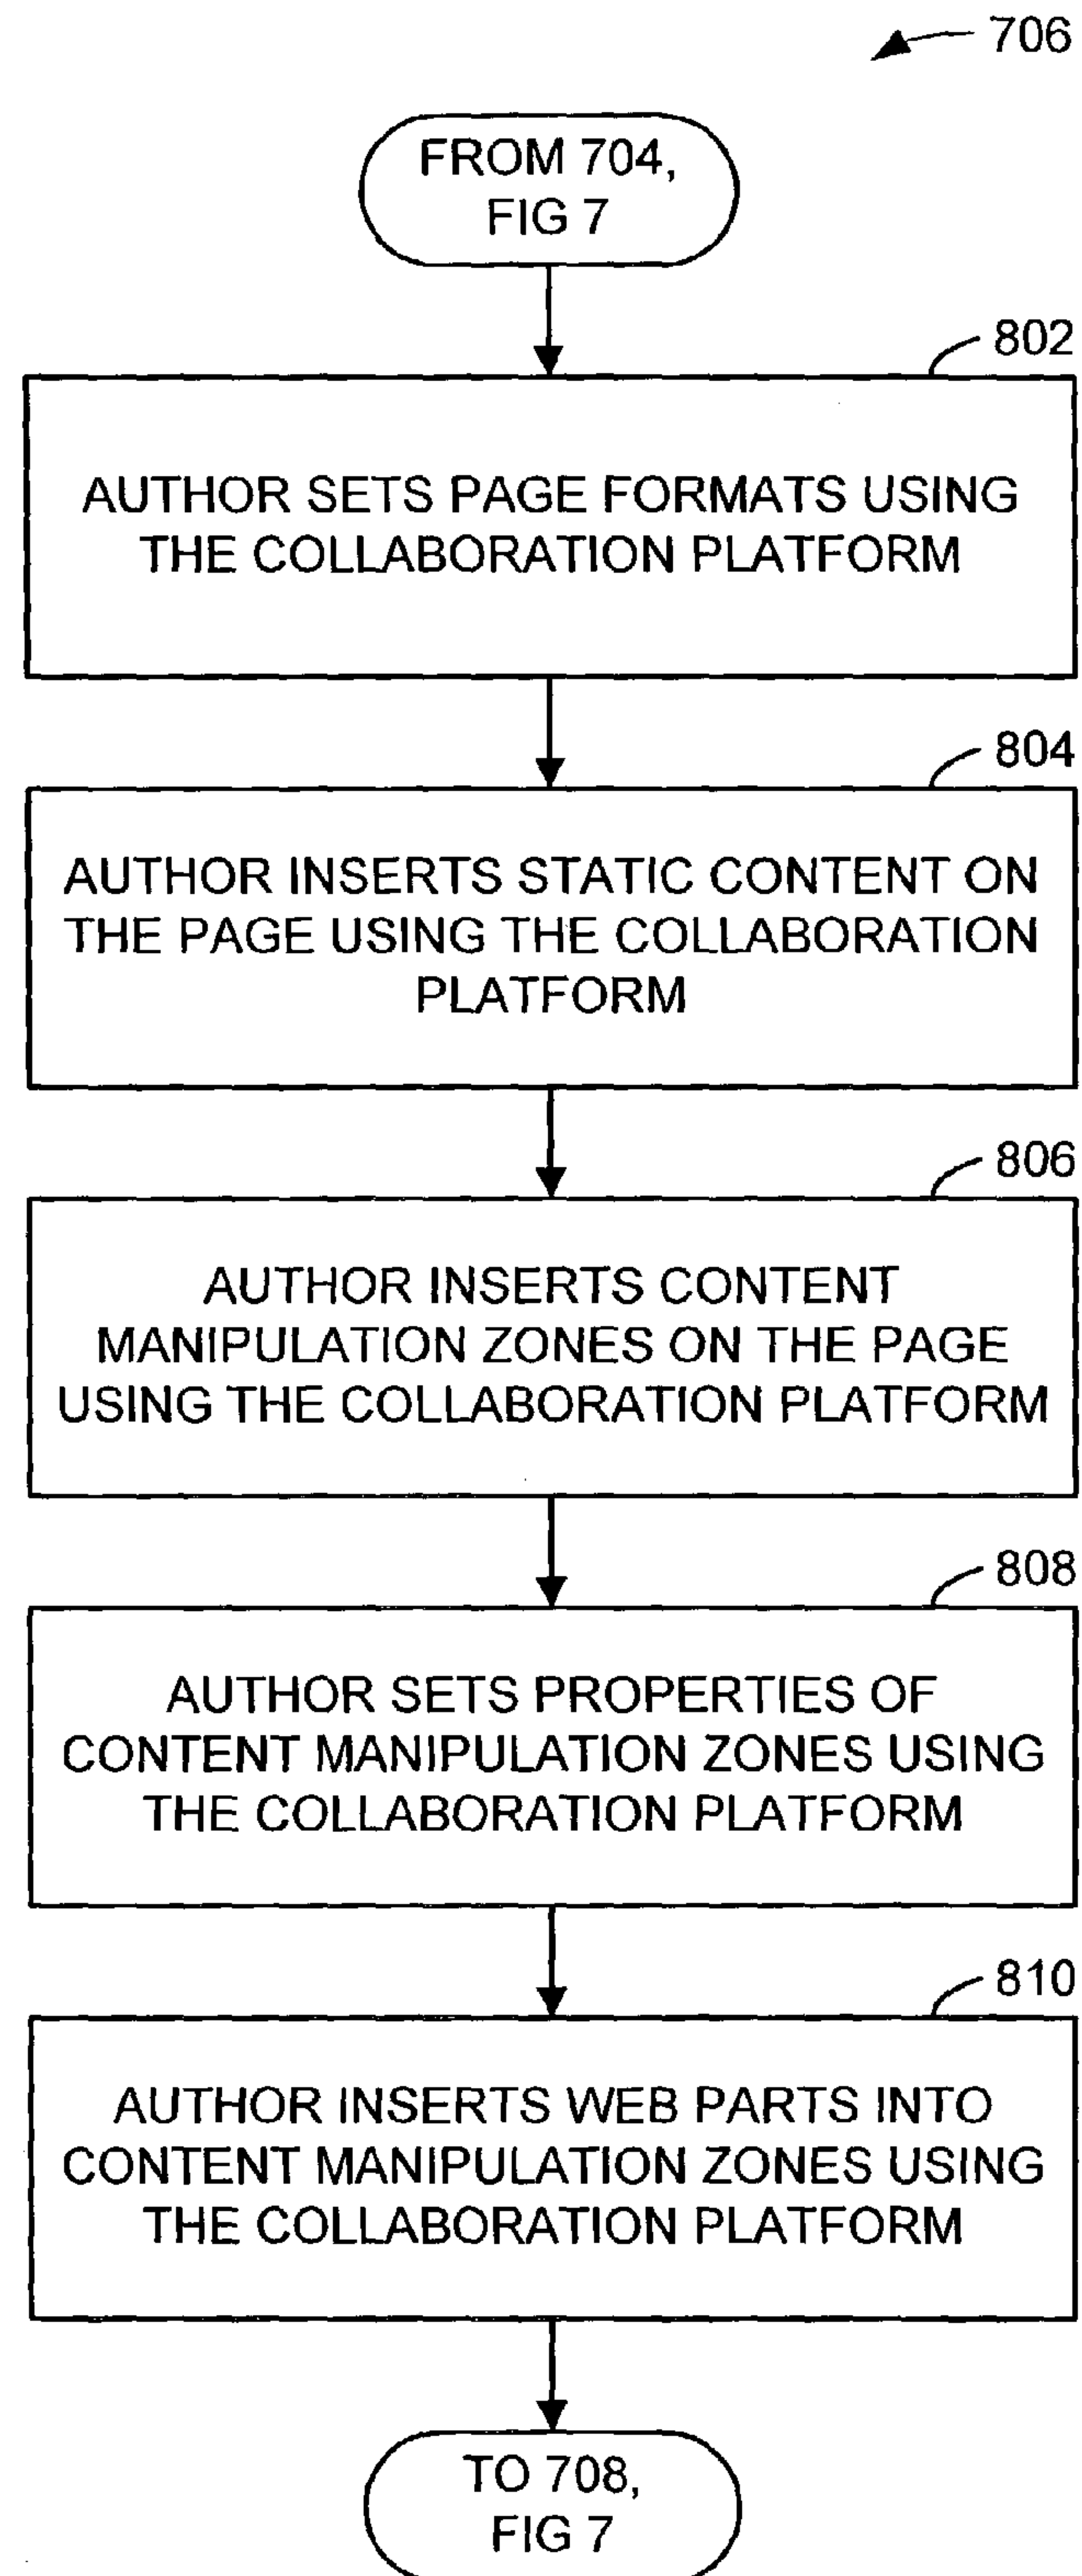 706
FROM 704,
FIG 7
802
AUTHOR SETS PAGE FORMATS USING
THE COLLABORATION PLATFORM
804
AUTHOR INSERTS STATIC CONTENT ON
THE PAGE USING THE COLLABORATION
PLATFORM
806
AUTHOR INSERTS CONTENT
MANIPULATION ZONES ON THE PAGE
USING THE COLLABORATION PLATFORM
808
AUTHOR SETS PROPERTIES OF
CONTENT MANIPULATION ZONES USING
THE COLLABORATION PLATFORM
810
AUTHOR INSERTS WEB PARTS INTO
CONTENT MANIPULATION ZONES USING
THE COLLABORATION PLATFORM
TO 708,
FIG 7